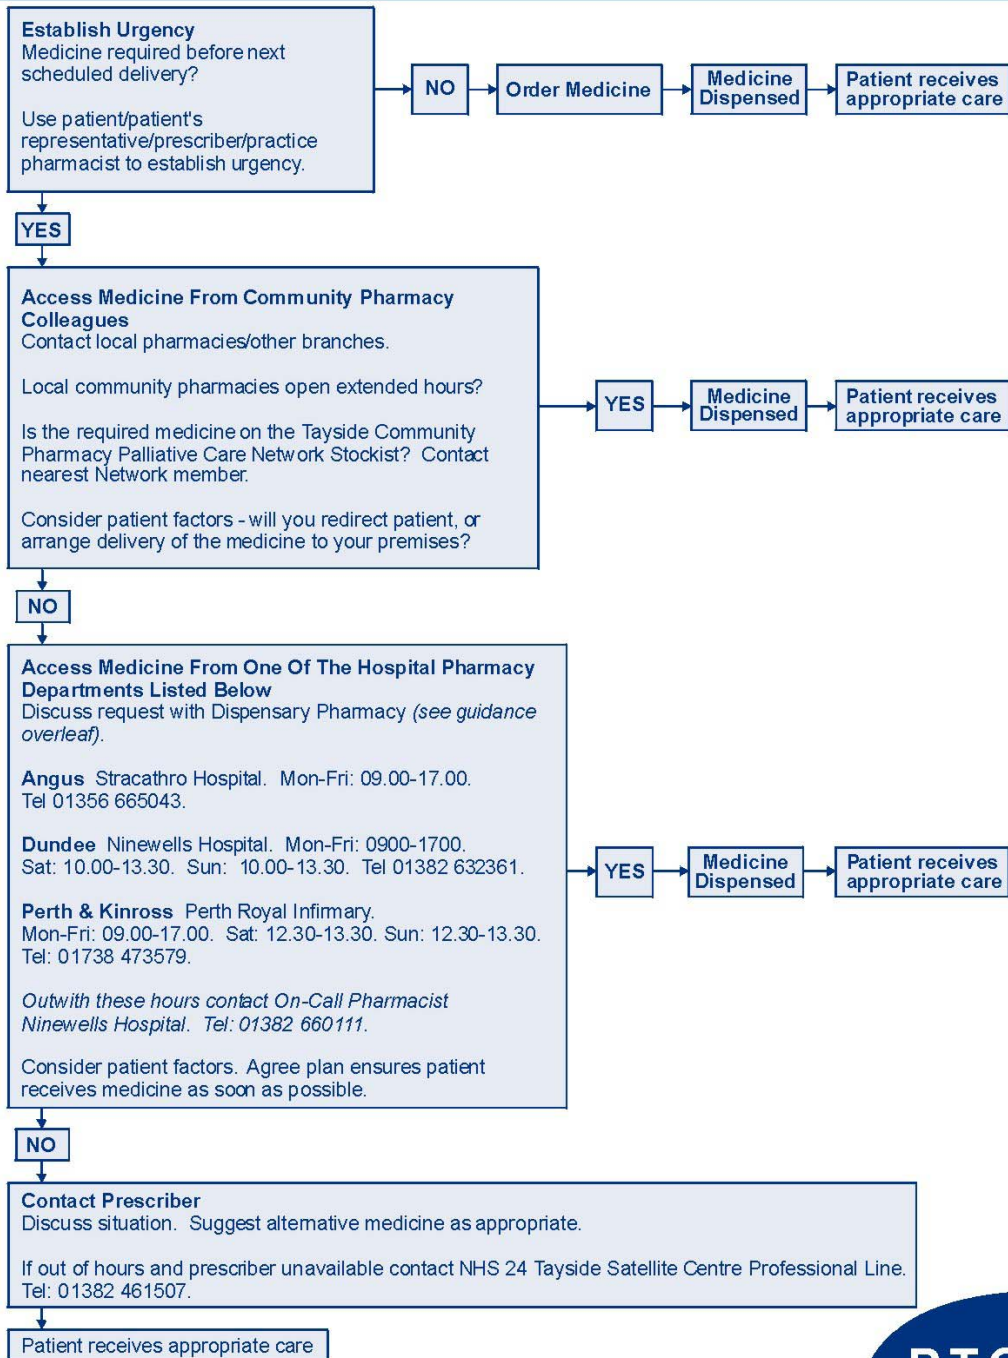 Establish Urgency
Medicine required before next
scheduled delivery?
Use patient/patient's
representative/prescriber/practice
pharmacist to establish urgency.
NO
Order Medicine
Medicine
Dispensed
Patient receives
appropriate care
YES
Access Medicine From Community Pharmacy
Colleagues
Contact local pharmacies/other branches.
Local community pharmacies open extended hours?
Is the required medicine on the Tayside Community
Pharmacy Palliative Care Network Stockist? Contact
nearest Network member.
Consider patient factors - will you redirect patient, or
arrange delivery of the medicine to your premises?
YES
Medicine
Dispensed
Patient receives
appropriate care
NO
Access Medicine From One Of The Hospital Pharmacy
Departments Listed Below
Discuss request with Dispensary Pharmacy (see guidance
overleaf).
Angus Stracathro Hospital. Mon-Fri: 09.00-17.00.
Tel 01356 665043.
Dundee Ninewells Hospital. Mon-Fri: 0900-1700.
Sat: 10.00-13.30. Sun: 10.00-13.30. Tel 01382 632361.
Perth & Kinross Perth Royal Infirmary.
Mon-Fri: 09.00-17.00. Sat: 12.30-13.30. Sun: 12.30-13.30.
Tel: 01738 473579.
Outwith these hours contact On-Call Pharmacist
Ninewells Hospital. Tel: 01382 660111.
Consider patient factors. Agree plan ensures patient
receives medicine as soon as possible.
YES
Medicine
Dispensed
Patient receives
appropriate care
NO
Contact Prescriber
Discuss situation. Suggest alternative medicine as appropriate.
If out of hours and prescriber unavailable contact NHS 24 Tayside Satellite Centre Professional Line.
Tel: 01382 461507.
Patient receives appropriate care